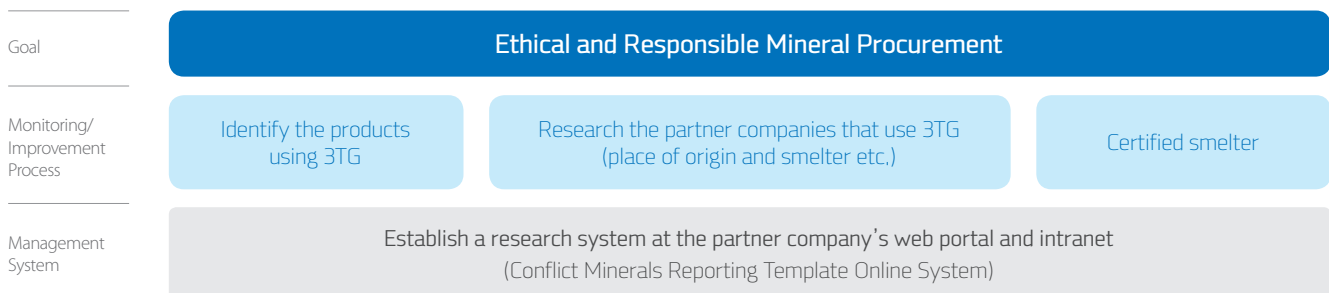 Goal
Ethical and Responsible Mineral Procurement
Monitoring/
Improvement
Process
Identify the products
using 3TG
Research the partner companies that use 3TG
(place of origin and smelter etc.)
Certified smelter
Management
System
Establish a research system at the partner company's web portal and intranet
(Conflict Minerals Reporting Template Online System)